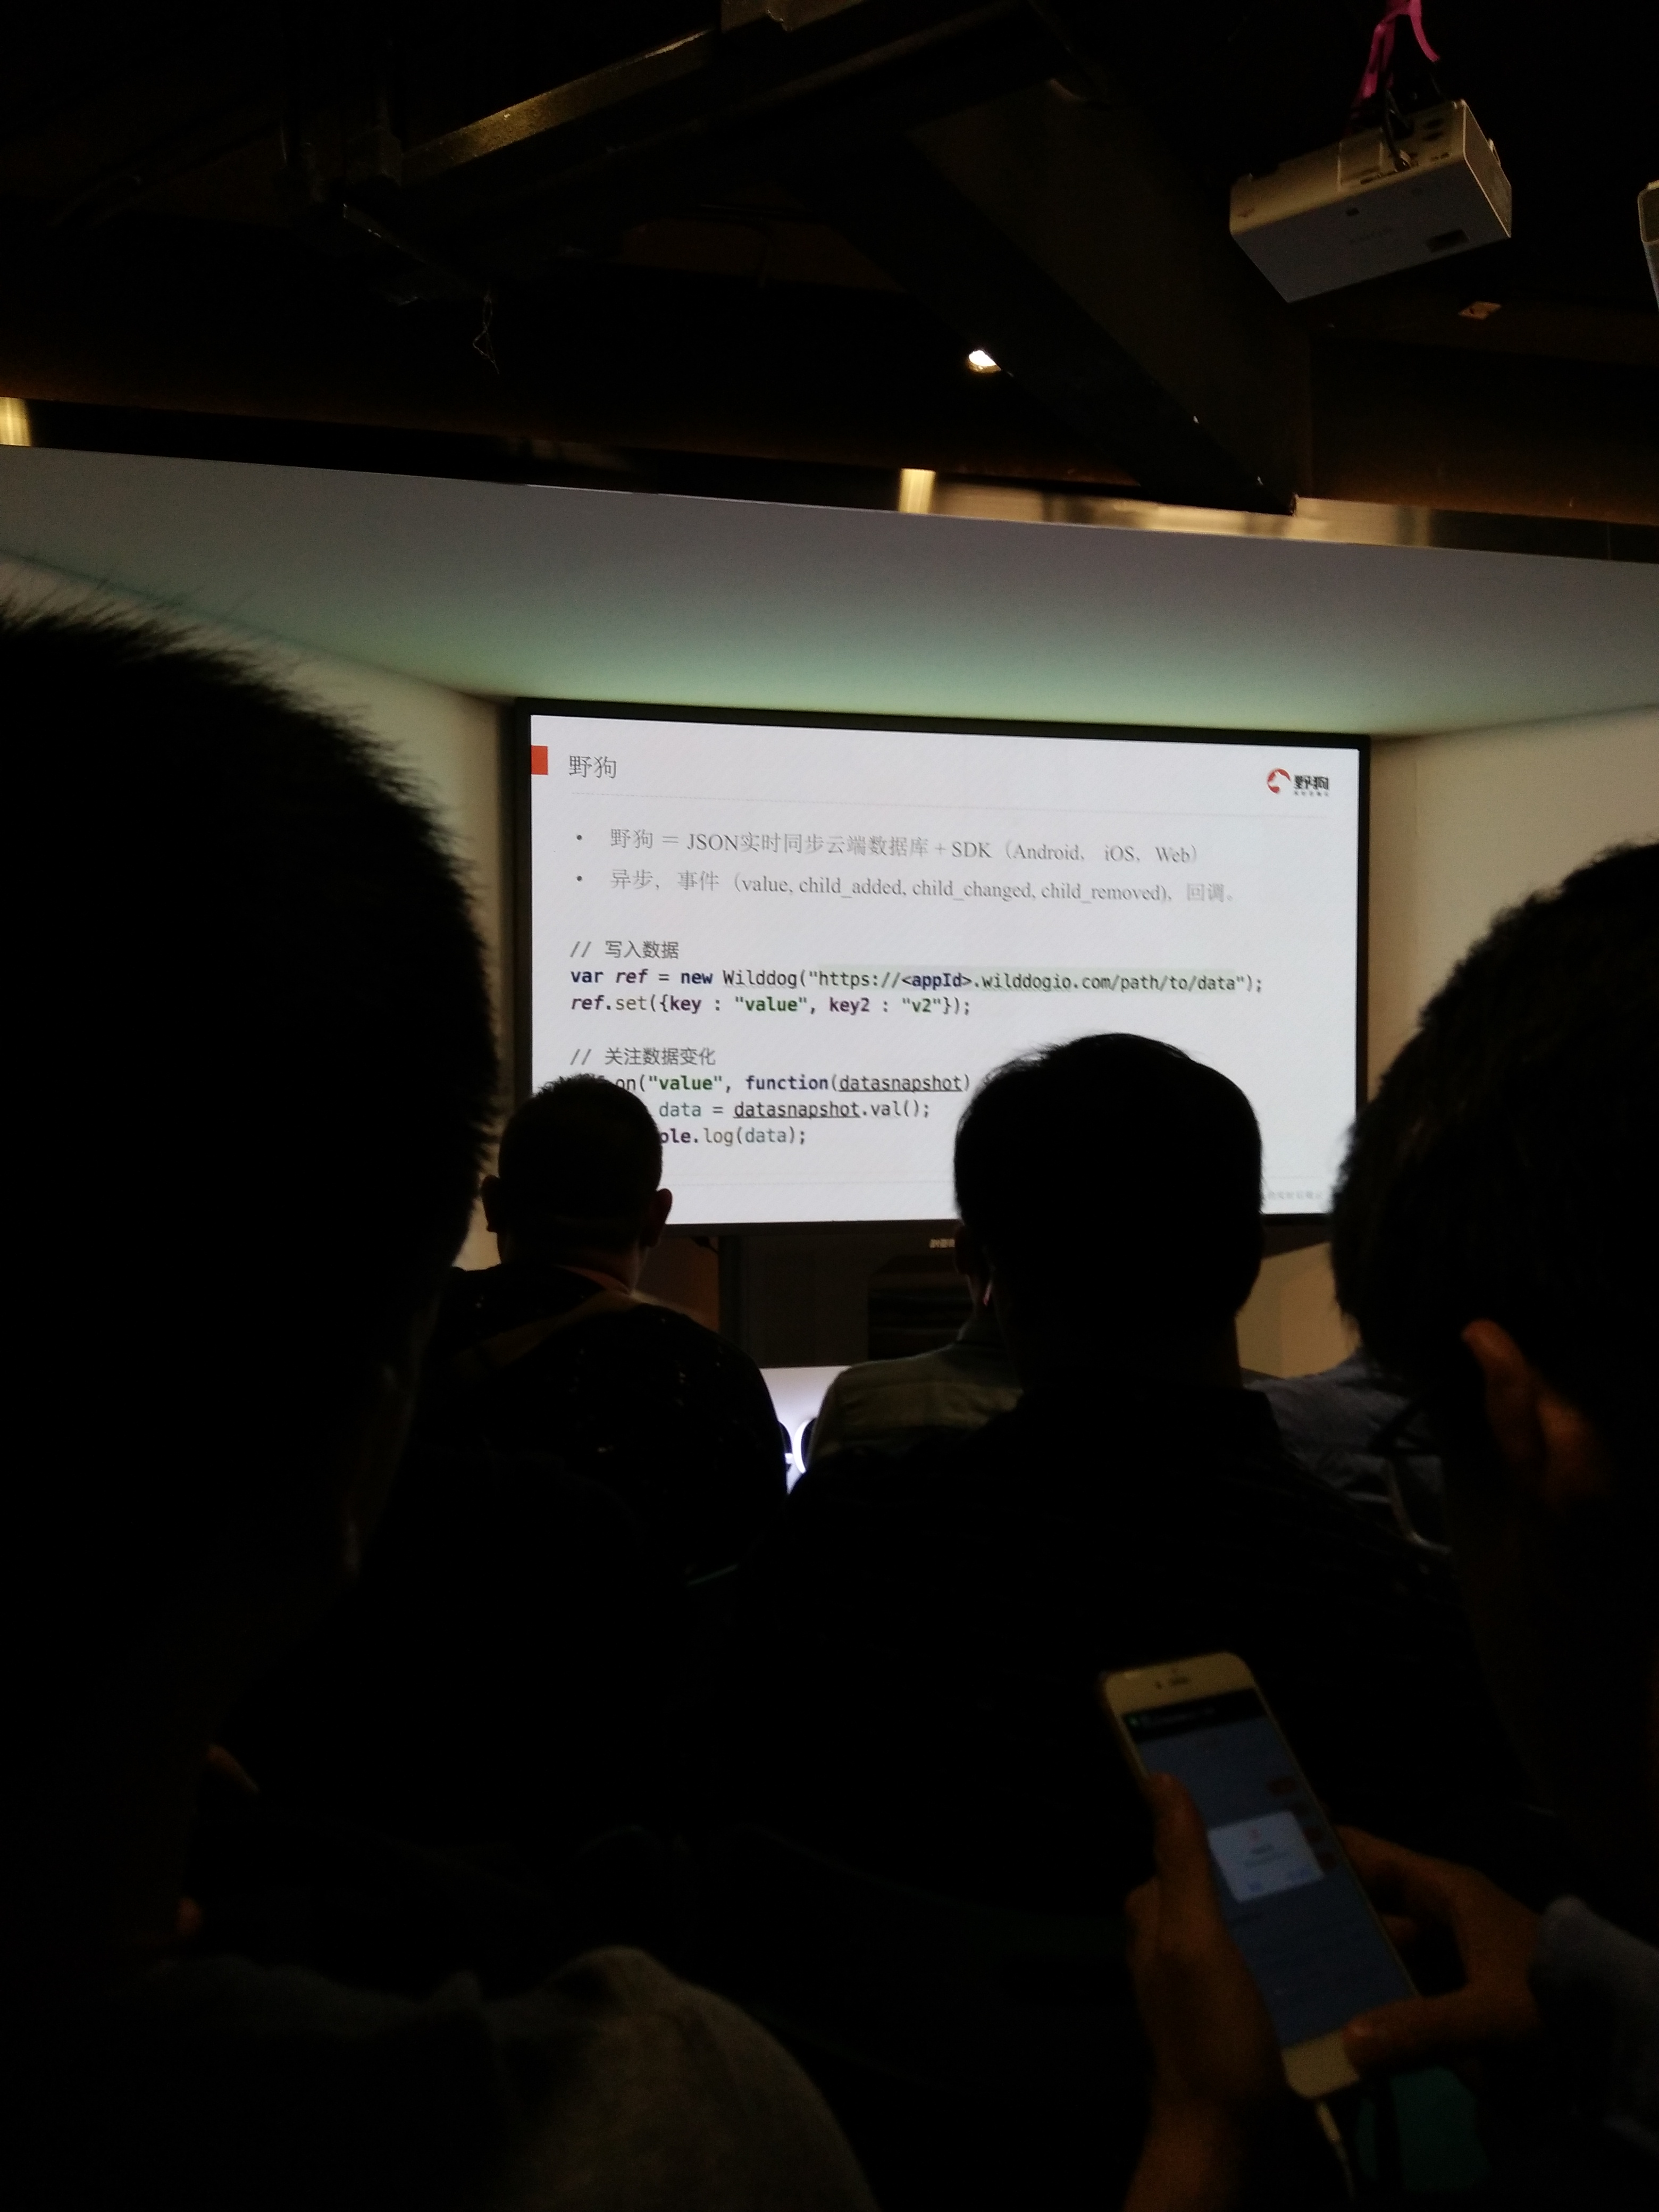 野狗
野狗
• 野狗 = JSON实时同步云端数据库 + SDK（Android, iOS, Web）
• 异步，事件（value, child_added, child_changed, child_removed)，回调。
// 写入数据
var ref = new Wilddog("https://<appId>.wilddogio.com/path/to/data");
ref.set({key : "value", key2 : "v2"});
// 关注数据变化
on("value", function(datasnapshot)
data = datasnapshot.val();
ole.log(data);